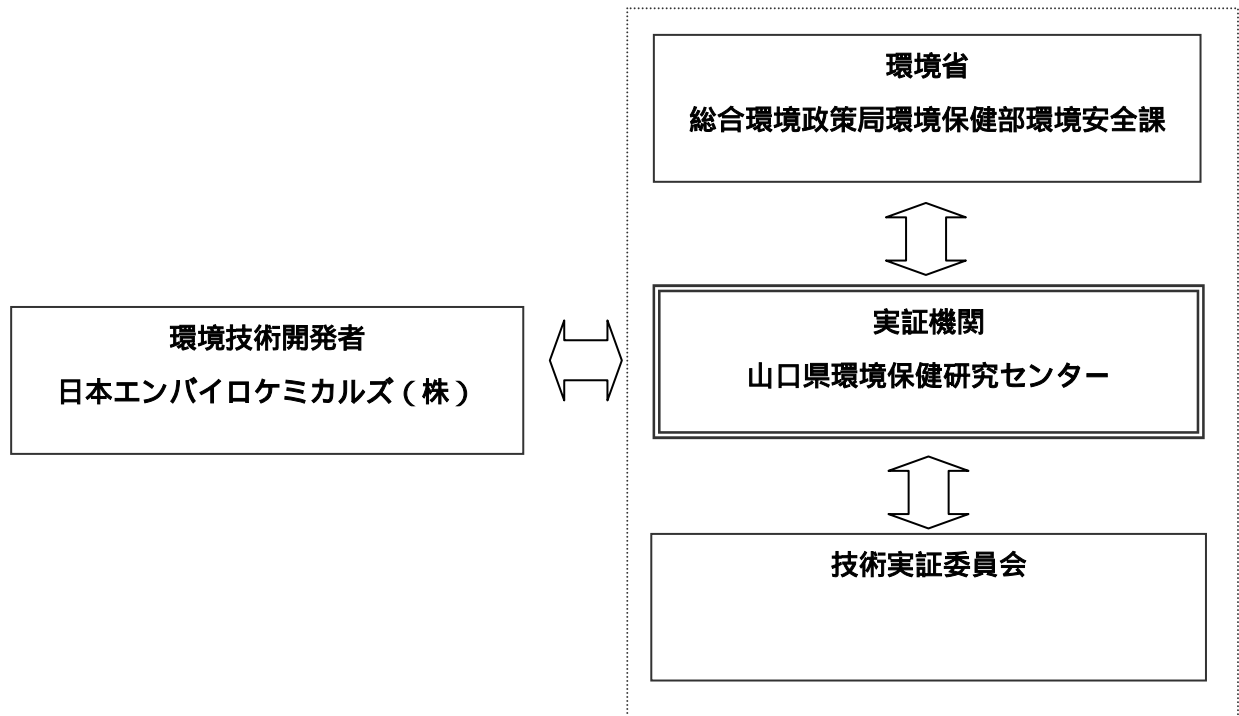 環境省
総合環境政策局環境保健部環境安全課
環境技術開発者
日本エンバイロケミカルズ(株)
実証機関
山口県環境保健研究センター
技術実証委員会